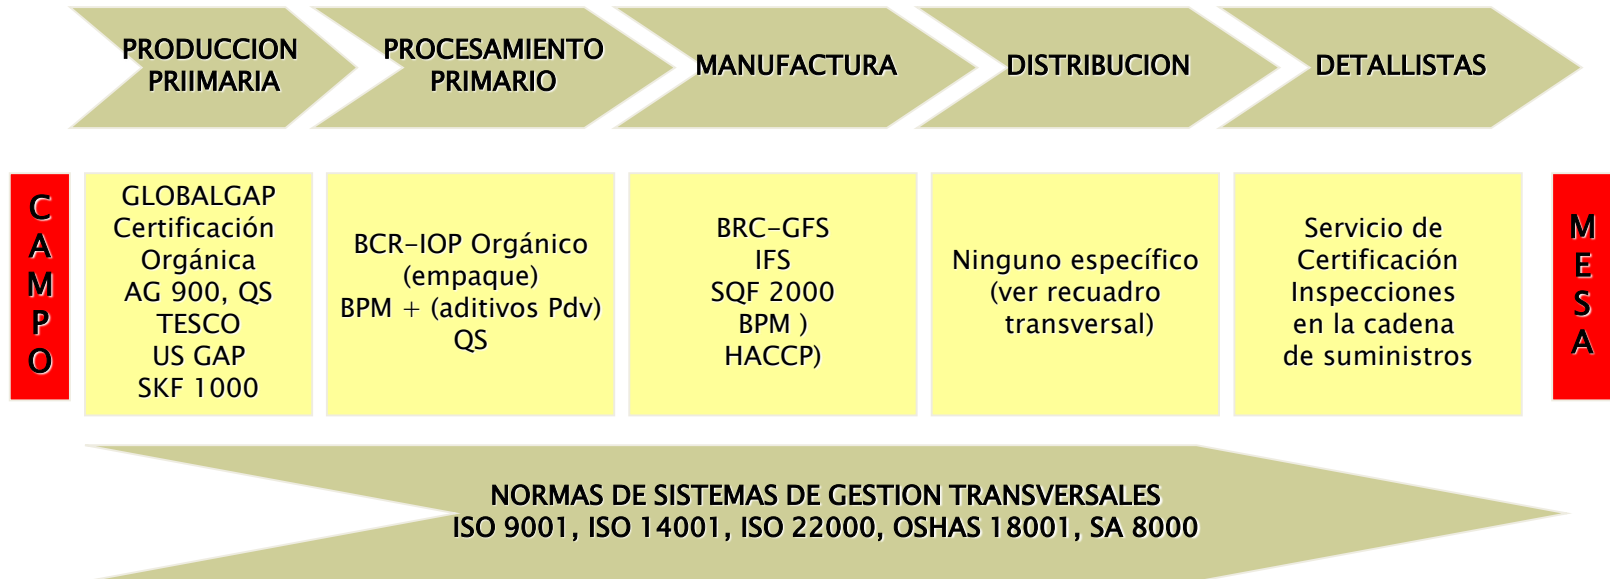 PRODUCCION
PRIIMARIA
PROCESAMIENTO
PRIMARIO
MANUFACTURA
DISTRIBUCION
DETALLISTAS
C
A
M
P
O
GLOBALGAP
Certificación
Orgánica
AG 900, QS
TESCO
US GAP
SKF 1000
BCR-IOP Orgánico
(empaque)
BPM + (aditivos Pdv)
QS
BRC-GFS
IFS
SQF 2000
BPM )
HACCP)
Ninguno específico
(ver recuadro
transversal)
Servicio de
Certificación
Inspecciones
en la cadena
de suministros
M
E
S
A
NORMAS DE SISTEMAS DE GESTION TRANSVERSALES
ISO 9001, ISO 14001, ISO 22000, OSHAS 18001, SA 8000